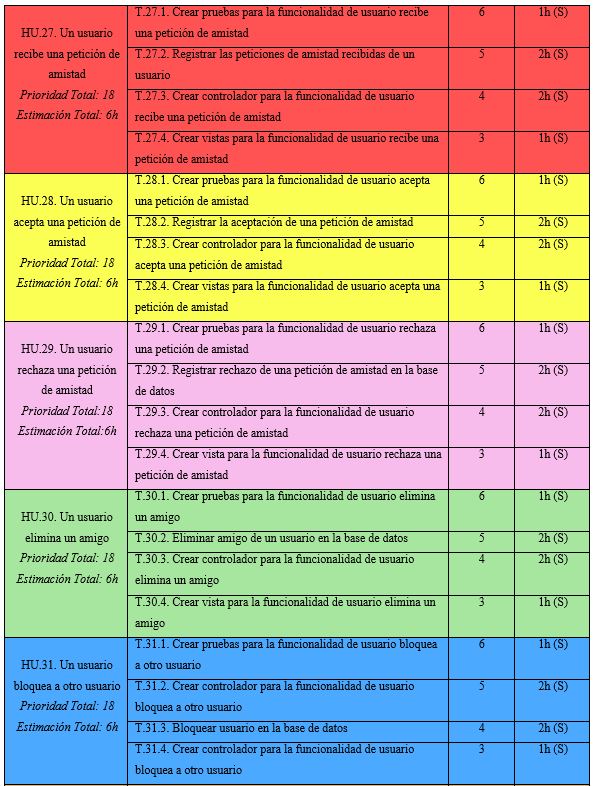 HU.27. Un usuario
recibe una petición de
amistad
Prioridad Total: 18
Estimación Total: 6h
T.27.1. Crear pruebas para la funcionalidad de usuario recibe
una petición de amistad
6
1h (S)
T.27.2. Registrar las peticiones de amistad recibidas de un
usuario
5
2h (S)
T.27.3. Crear controlador para la funcionalidad de usuario
recibe una petición de amistad
4
2h (S)
T.27.4. Crear vistas para la funcionalidad de usuario recibe una
petición de amistad
3
1h (S)
HU.28. Un usuario
acepta una petición de
amistad
Prioridad Total: 18
Estimación Total: 6h
T.28.1. Crear pruebas para la funcionalidad de usuario acepta
una petición de amistad
6
1h (S)
T.28.2. Registrar la aceptación de una petición de amistad
5
2h (S)
T.28.3. Crear controlador para la funcionalidad de usuario
acepta una petición de amistad
4
2h (S)
T.28.4. Crear vistas para la funcionalidad de usuario acepta una
petición de amistad
3
1h (S)
HU.29. Un usuario
rechaza una petición
de amistad
Prioridad Total:18
Estimación Total:6h
T.29.1. Crear pruebas para la funcionalidad de usuario rechaza
una petición de amistad
6
1h (S)
T.29.2. Registrar rechazo de una petición de amistad en la base
de datos
5
2h (S)
T.29.3. Crear controlador para la funcionalidad de usuario
rechaza una petición de amistad
4
2h (S)
T.29.4. Crear vista para la funcionalidad de usuario rechaza una
petición de amistad
3
1h (S)
HU.30. Un usuario
elimina un amigo
Prioridad Total: 18
Estimación Total: 6h
T.30.1. Crear pruebas para la funcionalidad de usuario elimina
un amigo
6
1h (S)
T.30.2. Eliminar amigo de un usuario en la base de datos
5
2h (S)
T.30.3. Crear controlador para la funcionalidad de usuario
elimina un amigo
4
2h (S)
T.30.4. Crear vista para la funcionalidad de usuario elimina un
amigo
3
1h (S)
HU.31. Un usuario
bloquea a otro usuario
Prioridad Total: 18
Estimación Total: 6h
T.31.1. Crear pruebas para la funcionalidad de usuario bloquea
a otro usuario
6
1h (S)
T.31.2. Crear controlador para la funcionalidad de usuario
bloquea a otro usuario
5
2h (S)
T.31.3. Bloquear usuario en la base de datos
4
2h (S)
T.31.4. Crear controlador para la funcionalidad de usuario
bloquea a otro usuario
3
1h (S)